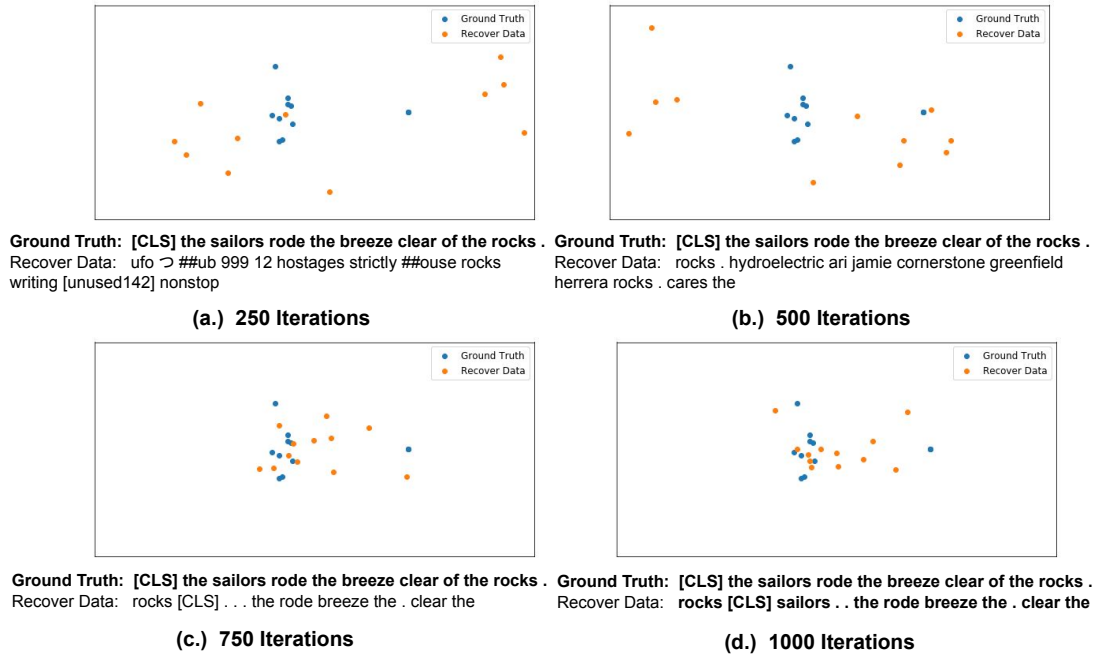 Ground Truth
Recover Data
Ground Truth
Recover Data
Ground Truth: [CLS] the sailors rode the breeze clear of the rocks .
Recover Data: ufo つ ##ub 999 12 hostages strictly ##ouse rocks
writing [unused142] nonstop
(a.) 250 Iterations
Ground Truth: [CLS] the sailors rode the breeze clear of the rocks .
Recover Data: rocks . hydroelectric ari jamie cornerstone greenfield
herrera rocks . cares the
(b.) 500 Iterations
Ground Truth
Recover Data
Ground Truth
Recover Data
Ground Truth: [CLS] the sailors rode the breeze clear of the rocks .
Recover Data: rocks [CLS] . . . the rode breeze the . clear the
(c.) 750 Iterations
Ground Truth: [CLS] the sailors rode the breeze clear of the rocks .
Recover Data: rocks [CLS] sailors . . the rode breeze the . clear the
(d.) 1000 Iterations